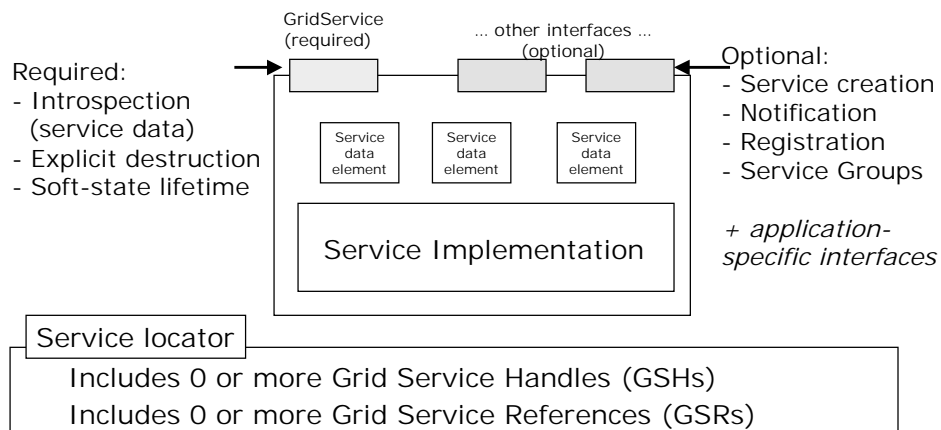 GridService
(required)
... other interfaces ...
(optional)
Required:
- Introspection
(service data)
- Explicit destruction
- Soft-state lifetime
Optional:
- Service creation
- Notification
- Registration
- Service Groups
+ application-
specific interfaces
Service
data
element
Service
data
element
Service
data
element
Service Implementation
Service locator
Includes 0 or more Grid Service Handles (GSHs)
Includes 0 or more Grid Service References (GSRs)